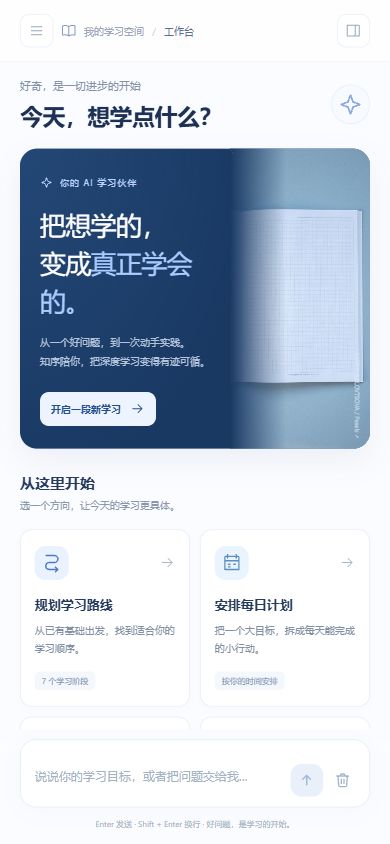 我的学习空间 / 工作台
好奇，是一切进步的开始
今天，想学点什么？
你的 AI 学习伙伴
把想学的，
变成真正学会
的。
从一个好问题，到一次动手实践。
知序陪你，把深度学习变得有迹可循。
开启一段新学习
/ Pexels ↗
从这里开始
选一个方向，让今天的学习更具体。
规划学习路线
从已有基础出发，找到适合你的
学习顺序。
7 个学习阶段
安排每日计划
把一个大目标，拆成每天能完成
的小行动。
按你的时间安排
说说你的学习目标，或者把问题交给我...
Enter 发送 · Shift + Enter 换行 · 好问题，是学习的开始。